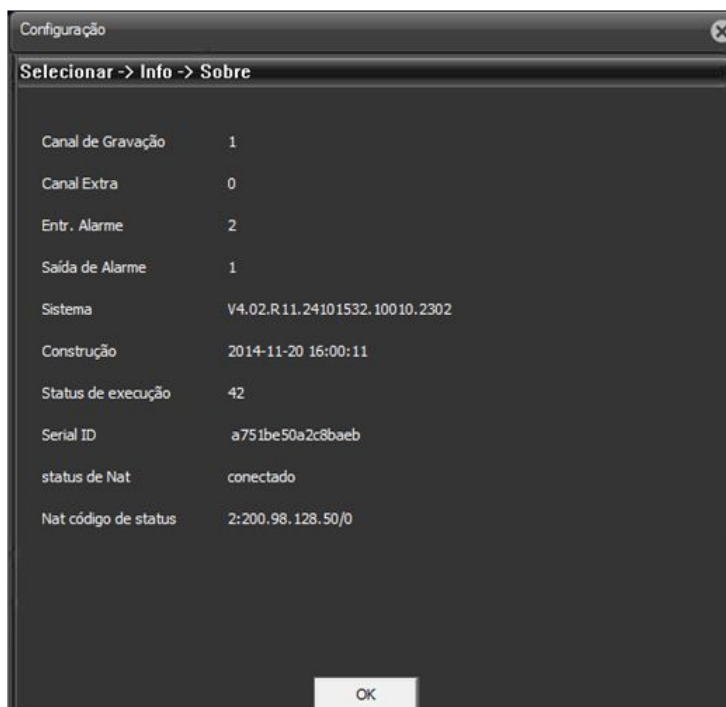 Configuração
Selecionar -> Info -> Sobre
Canal de Gravação 1
Canal Extra 0
Entr. Alarme 2
Saída de Alarme 1
Sistema V4.02.R11.24101532.10010.2302
Construção 2014-11-20 16:00:11
Status de execução 42
Serial ID a751be50a2c8baeb
status de Nat conectado
Nat código de status 2:200.98.128.50/0
OK